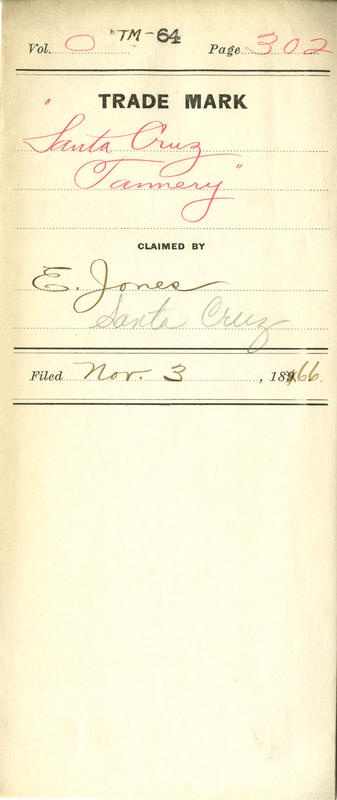 TM-64
Vol. 0 Page 302
TRADE MARK
"Santa Cruz
Tannery"
CLAIMED BY
E. Jones
Santa Cruz
Filed Nov. 3, 1866.